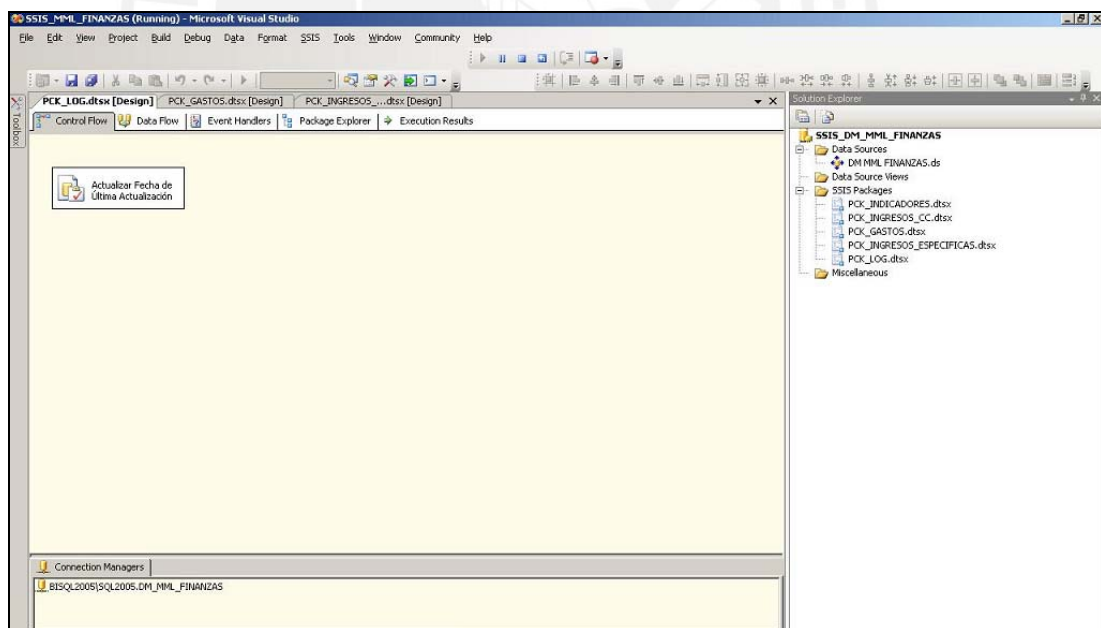 SSIS_MML_FINANZAS (Running) - Microsoft Visual Studio
File Edit View Project Build Debug Data Format SSIS Tools Window Community Help
PCK_LOG.dtsx [Design] PCK_GASTOS.dtsx [Design] PCK_INGRESOS_...dtsx [Design]
Solution Explorer
Toolbox
Control Flow Data Flow Event Handlers Package Explorer Execution Results
SSIS_DM_MML_FINANZAS
Data Sources
DM MML FINANZAS.ds
Data Source Views
SSIS Packages
PCK_INDICADORES.dtsx
PCK_INGRESOS_CC.dtsx
PCK_GASTOS.dtsx
PCK_INGRESOS_ESPECIFICAS.dtsx
PCK_LOG.dtsx
Miscellaneous
Actualizar Fecha de
Última Actualización
Connection Managers
BISQL2005\SQL2005.DM_MML_FINANZAS